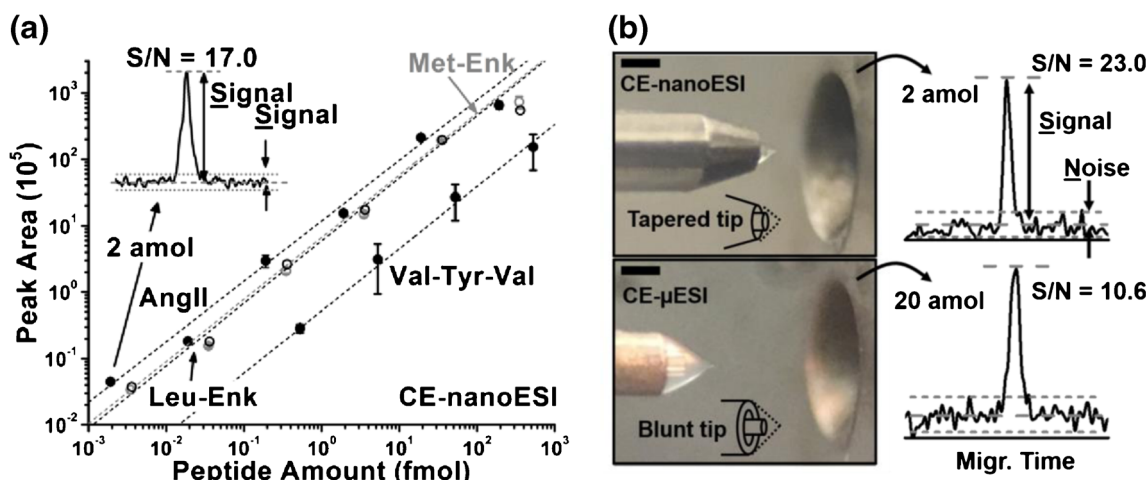 (a)
S/N = 17.0
Signal
Signal
Met-Enk
2 amol
AngII
Leu-Enk
Val-Tyr-Val
CE-nanoESI
Peak Area (10⁵)
10³
10²
10¹
10⁰
10⁻¹
10⁻²
10⁻³ 10⁻² 10⁻¹ 10⁰ 10¹ 10² 10³
Peptide Amount (fmol)
(b)
CE-nanoESI
Tapered tip
2 amol
S/N = 23.0
Signal
Noise
CE-µESI
Blunt tip
20 amol
S/N = 10.6
Migr. Time